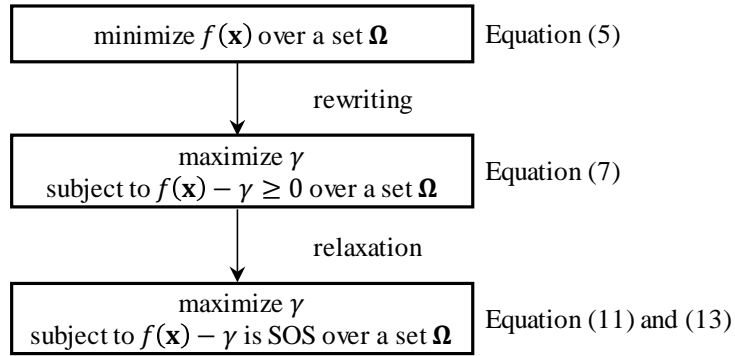 minimize f(𝐱) over a set 𝛀
Equation (5)
rewriting
maximize γ
subject to f(𝐱) − γ ≥ 0 over a set 𝛀
Equation (7)
relaxation
maximize γ
subject to f(𝐱) − γ is SOS over a set 𝛀
Equation (11) and (13)